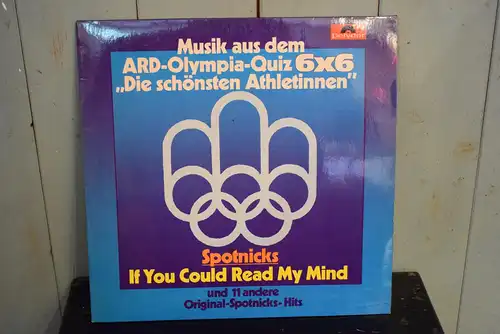 Polydor
Musik aus dem
ARD-Olympia-Quiz 6x6
„Die schönsten Athletinnen"
Spotnicks
If You Could Read My Mind
und 11 andere
Original-Spotnicks-Hits